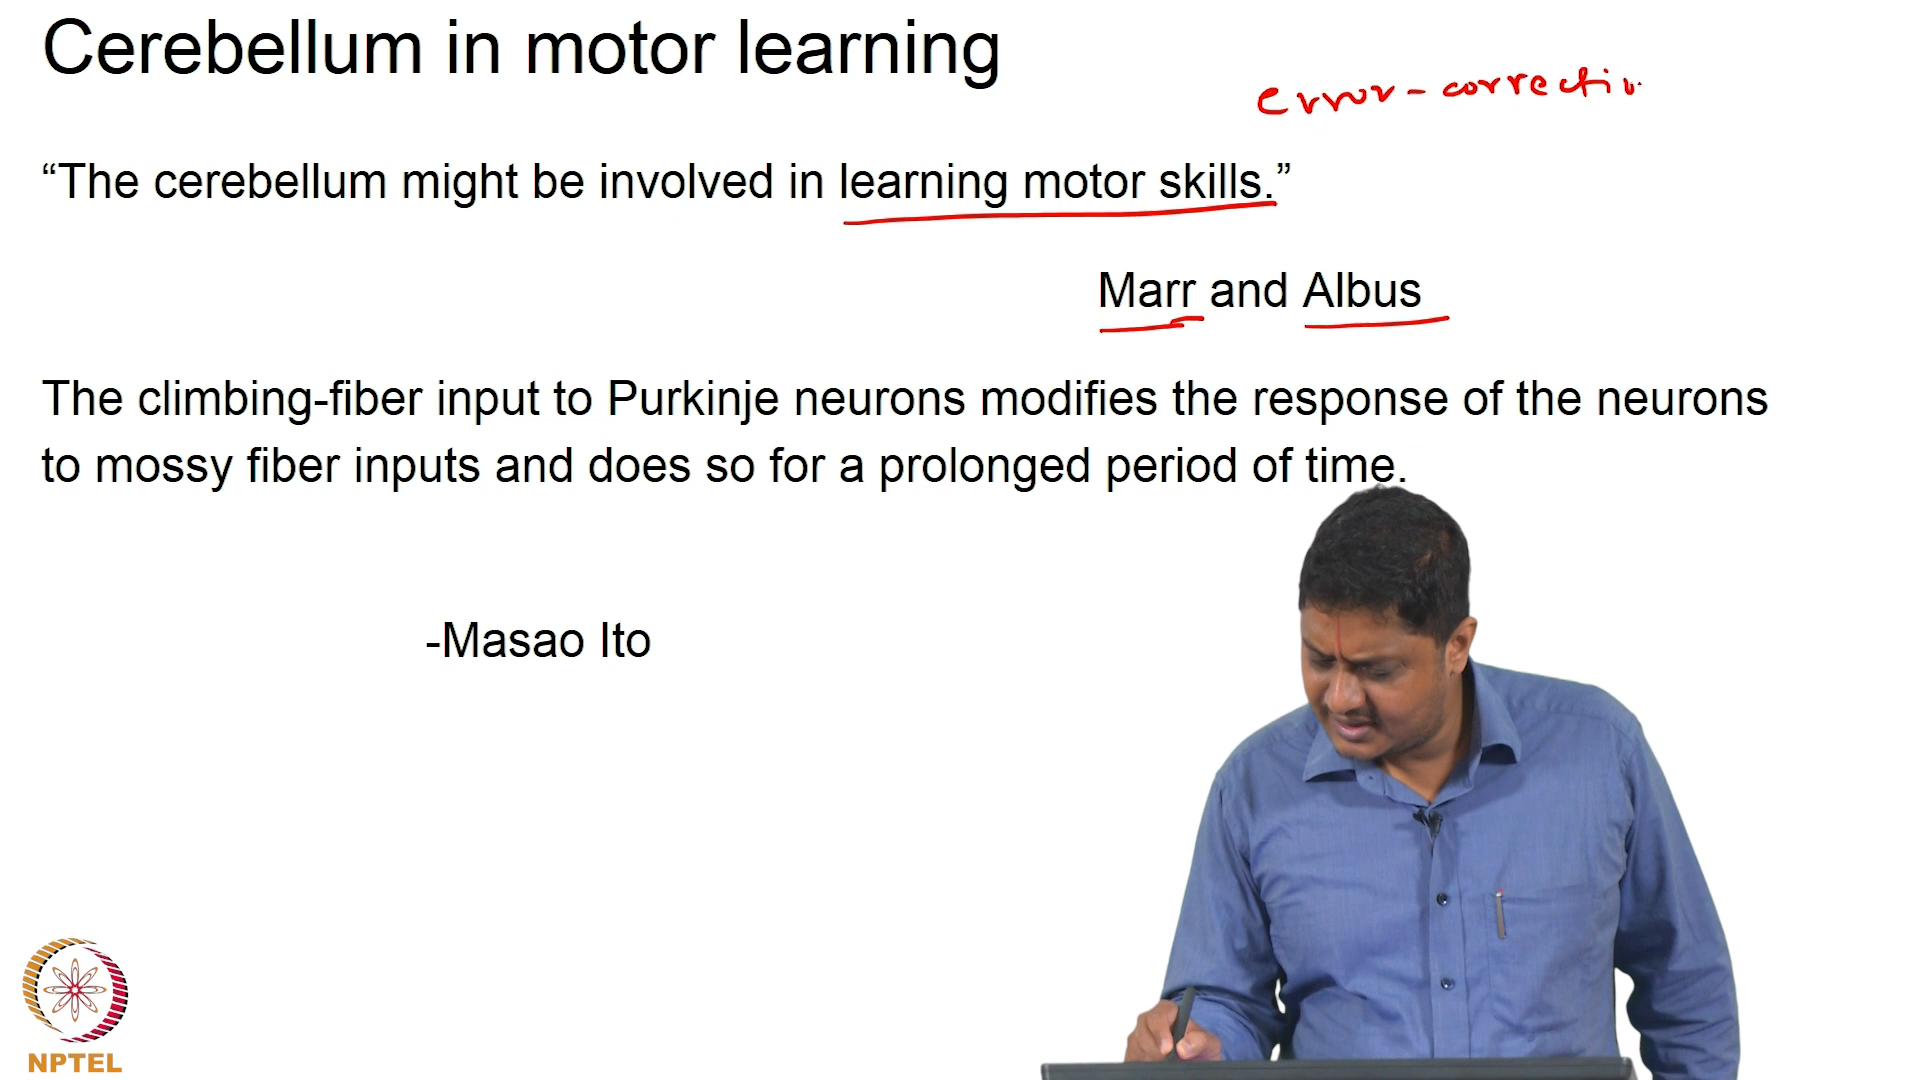 Cerebellum in motor learning
error-correctio
“The cerebellum might be involved in learning motor skills.”
Marr and Albus
The climbing-fiber input to Purkinje neurons modifies the response of the neurons
to mossy fiber inputs and does so for a prolonged period of time.
-Masao Ito
NPTEL